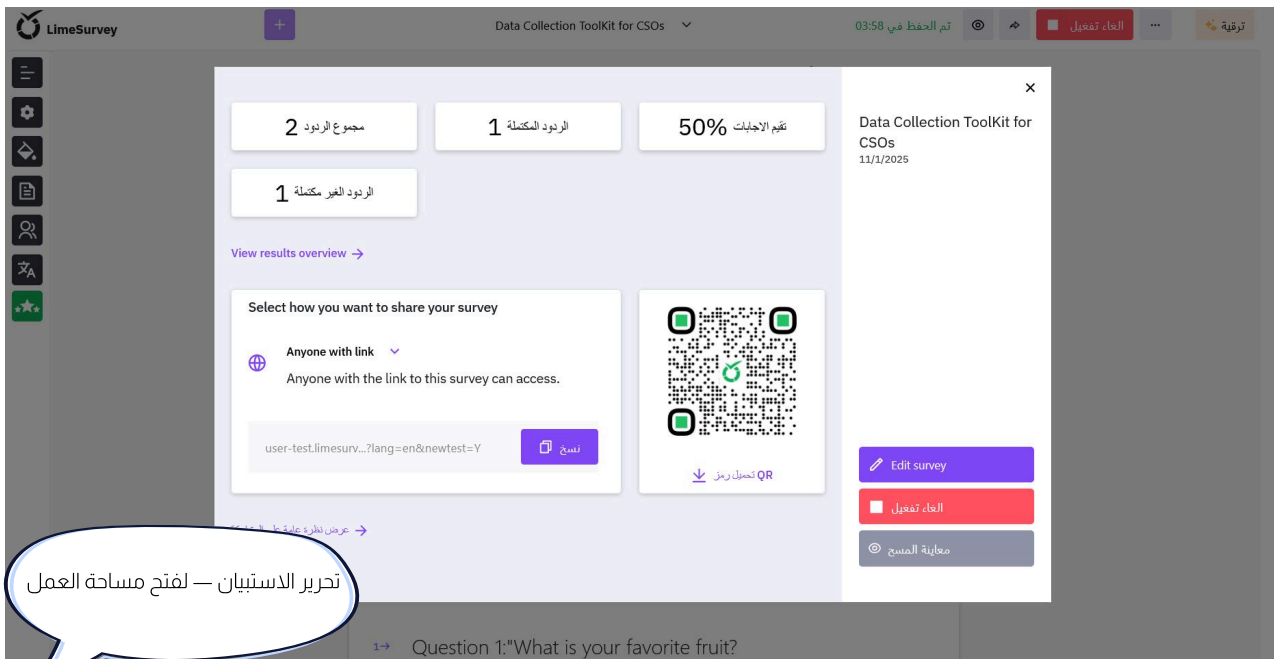 LimeSurvey
+
Data Collection ToolKit for CSOs
تم الحفظ في 03:58
الغاء تفعيل
...
ترقية
مجموع الردود 2
الردود المكتملة 1
تقيم الاجابات 50%
الردود الغير مكتملة 1
View results overview →
Select how you want to share your survey
Anyone with link
Anyone with the link to this survey can access.
user-test.limesurv...?lang=en&newtest=Y
نسخ
تحميل رمز QR
عرض نظرة عامة
Data Collection ToolKit for
CSOs
11/1/2025
Edit survey
الغاء تفعيل
معاينة المسح
تحرير الاستبيان — لفتح مساحة العمل
1→ Question 1:"What is your favorite fruit?